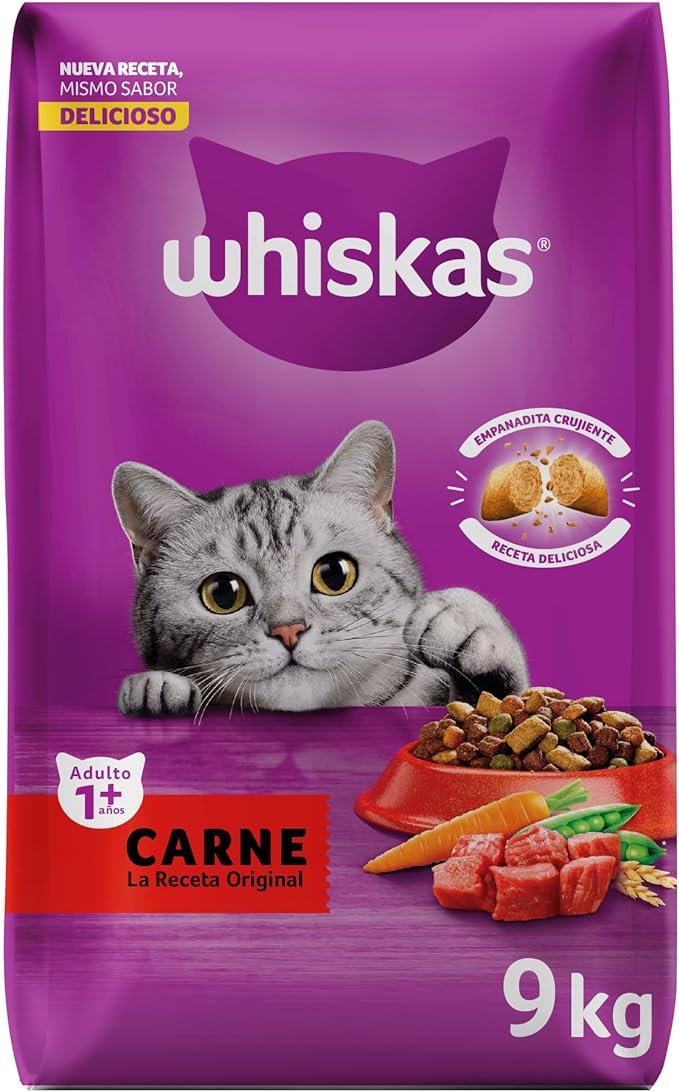 NUEVA RECETA,
MISMO SABOR
DELICIOSO
whiskas®
EMPANADITA CRUJIENTE
RECETA DELICIOSA
Adulto
1+
años
CARNE
La Receta Original
9 kg